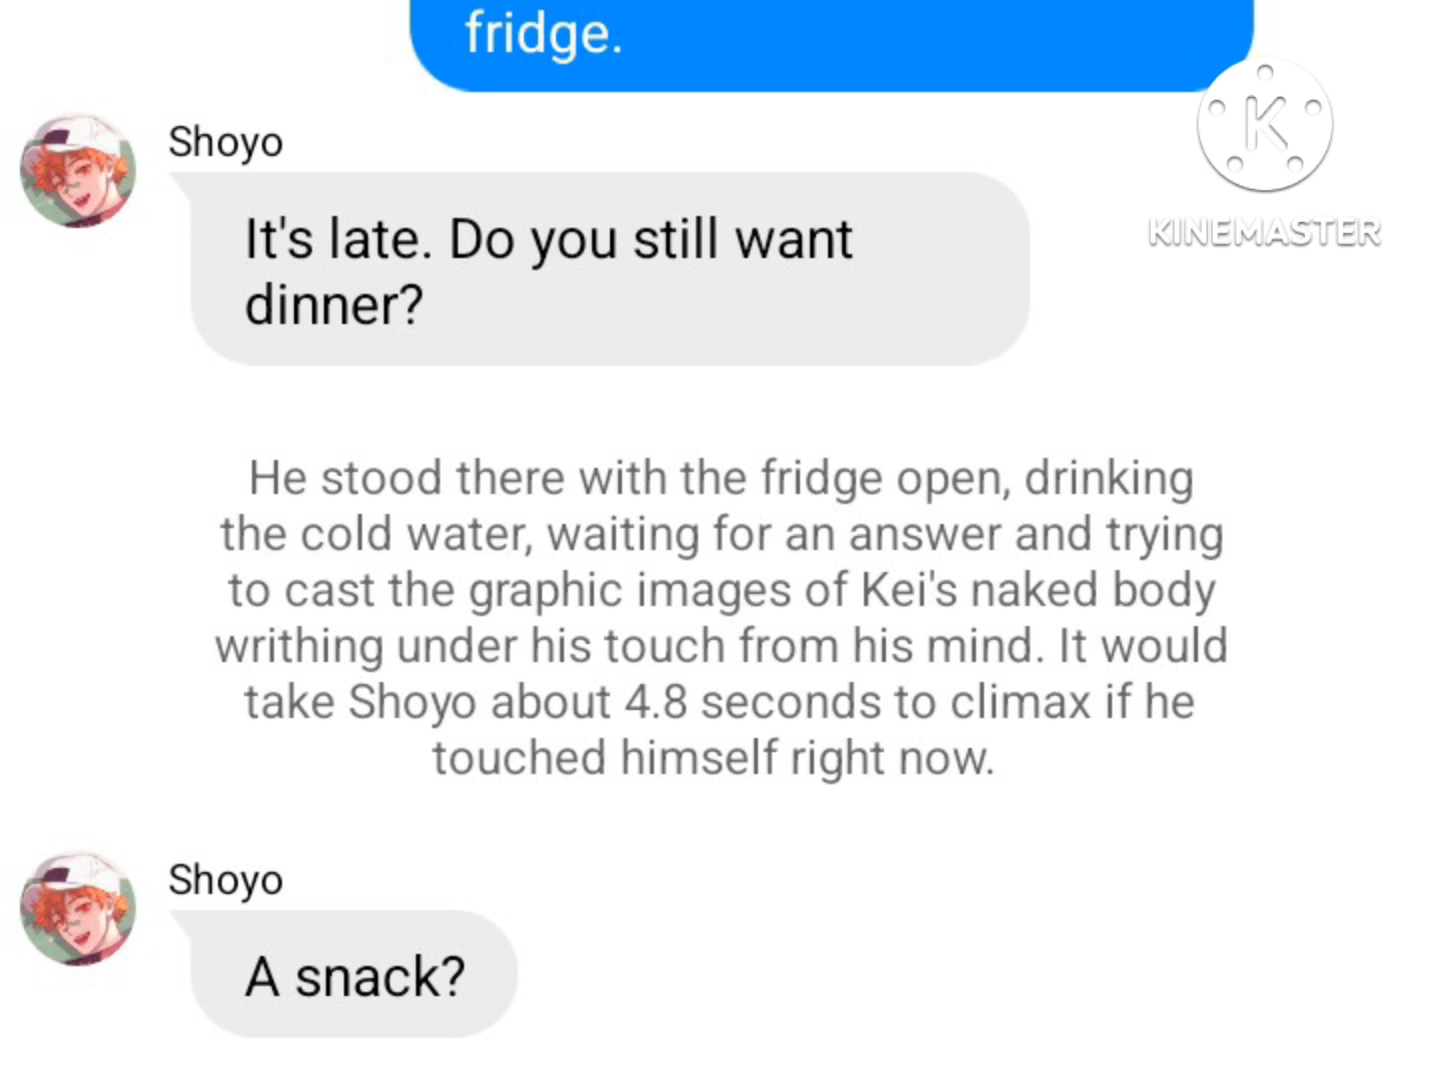 fridge.
Shoyo
It's late. Do you still want
dinner?
He stood there with the fridge open, drinking
the cold water, waiting for an answer and trying
to cast the graphic images of Kei's naked body
writhing under his touch from his mind. It would
take Shoyo about 4.8 seconds to climax if he
touched himself right now.
Shoyo
A snack?
K
KINEMASTER